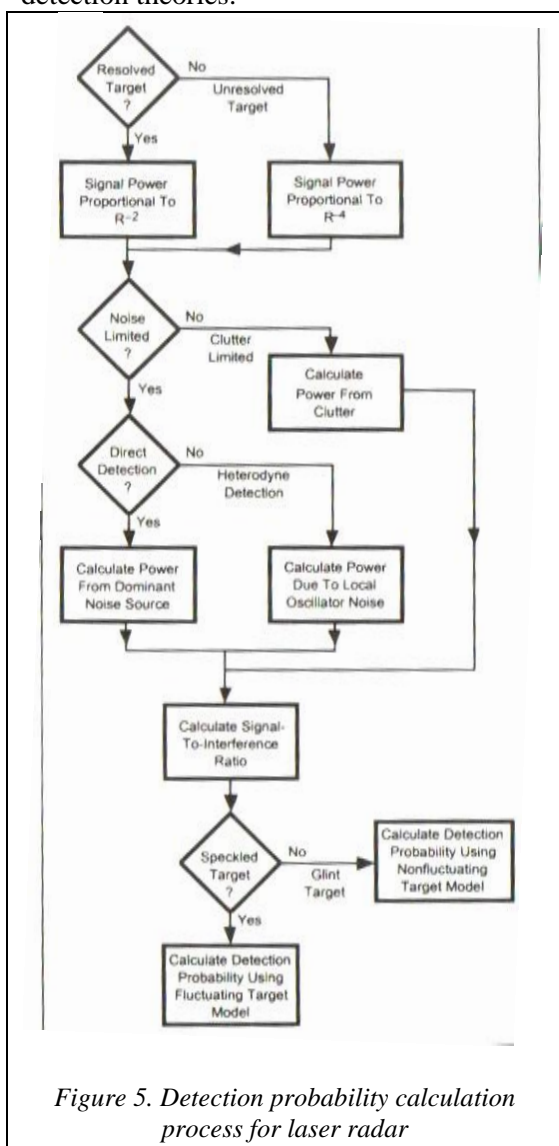 detection theories.
Resolved
Target
?
No
Unresolved
Target
Yes
Signal Power
Proportional To
R-2
Signal Power
Proportional To
R-4
Noise
Limited
?
No
Clutter
Limited
Yes
Calculate
Power From
Clutter
Direct
Detection
?
No
Heterodyne
Detection
Yes
Calculate Power
From Dominant
Noise Source
Calculate Power
Due To Local
Oscillator Noise
Calculate Signal-
To-Interference
Ratio
Speckled
Target
?
No
Glint
Target
Calculate Detection
Probability Using
Nonfluctuating
Target Model
Yes
Calculate Detection
Probability Using
Fluctuating Target
Model
Figure 5. Detection probability calculation
process for laser radar